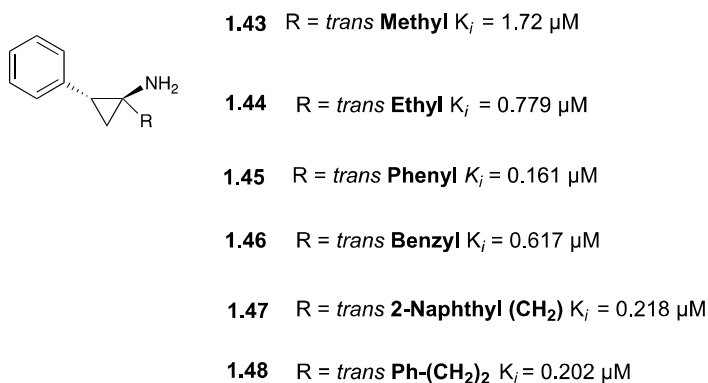 1.43 R = trans Methyl Ki = 1.72 µM
NH2
R
1.44 R = trans Ethyl Ki = 0.779 µM
1.45 R = trans Phenyl Ki = 0.161 µM
1.46 R = trans Benzyl Ki = 0.617 µM
1.47 R = trans 2-Naphthyl (CH2) Ki = 0.218 µM
1.48 R = trans Ph-(CH2)2 Ki = 0.202 µM